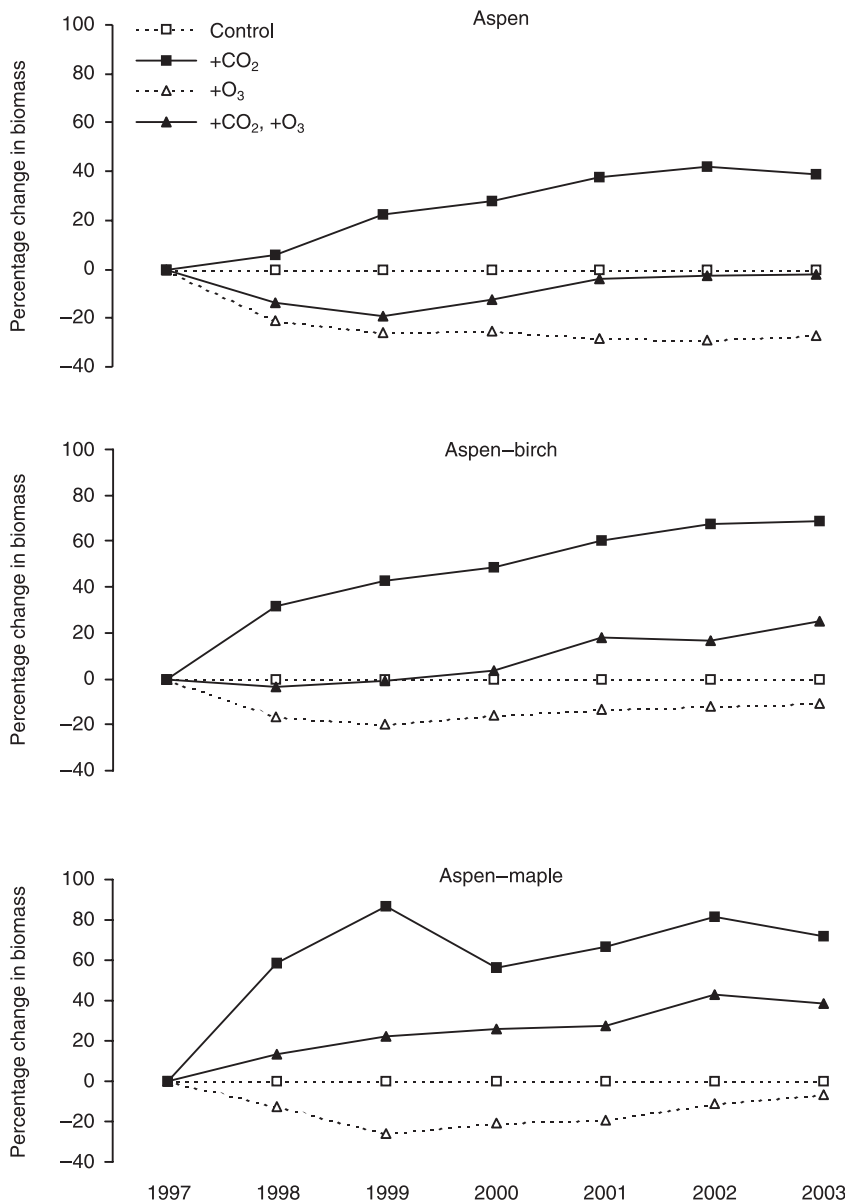 Aspen
Control
+CO₂
+O₃
+CO₂, +O₃
Percentage change in biomass
100
80
60
40
20
0
−20
−40
Aspen−birch
Percentage change in biomass
100
80
60
40
20
0
−20
−40
Aspen−maple
Percentage change in biomass
100
80
60
40
20
0
−20
−40
1997 1998 1999 2000 2001 2002 2003